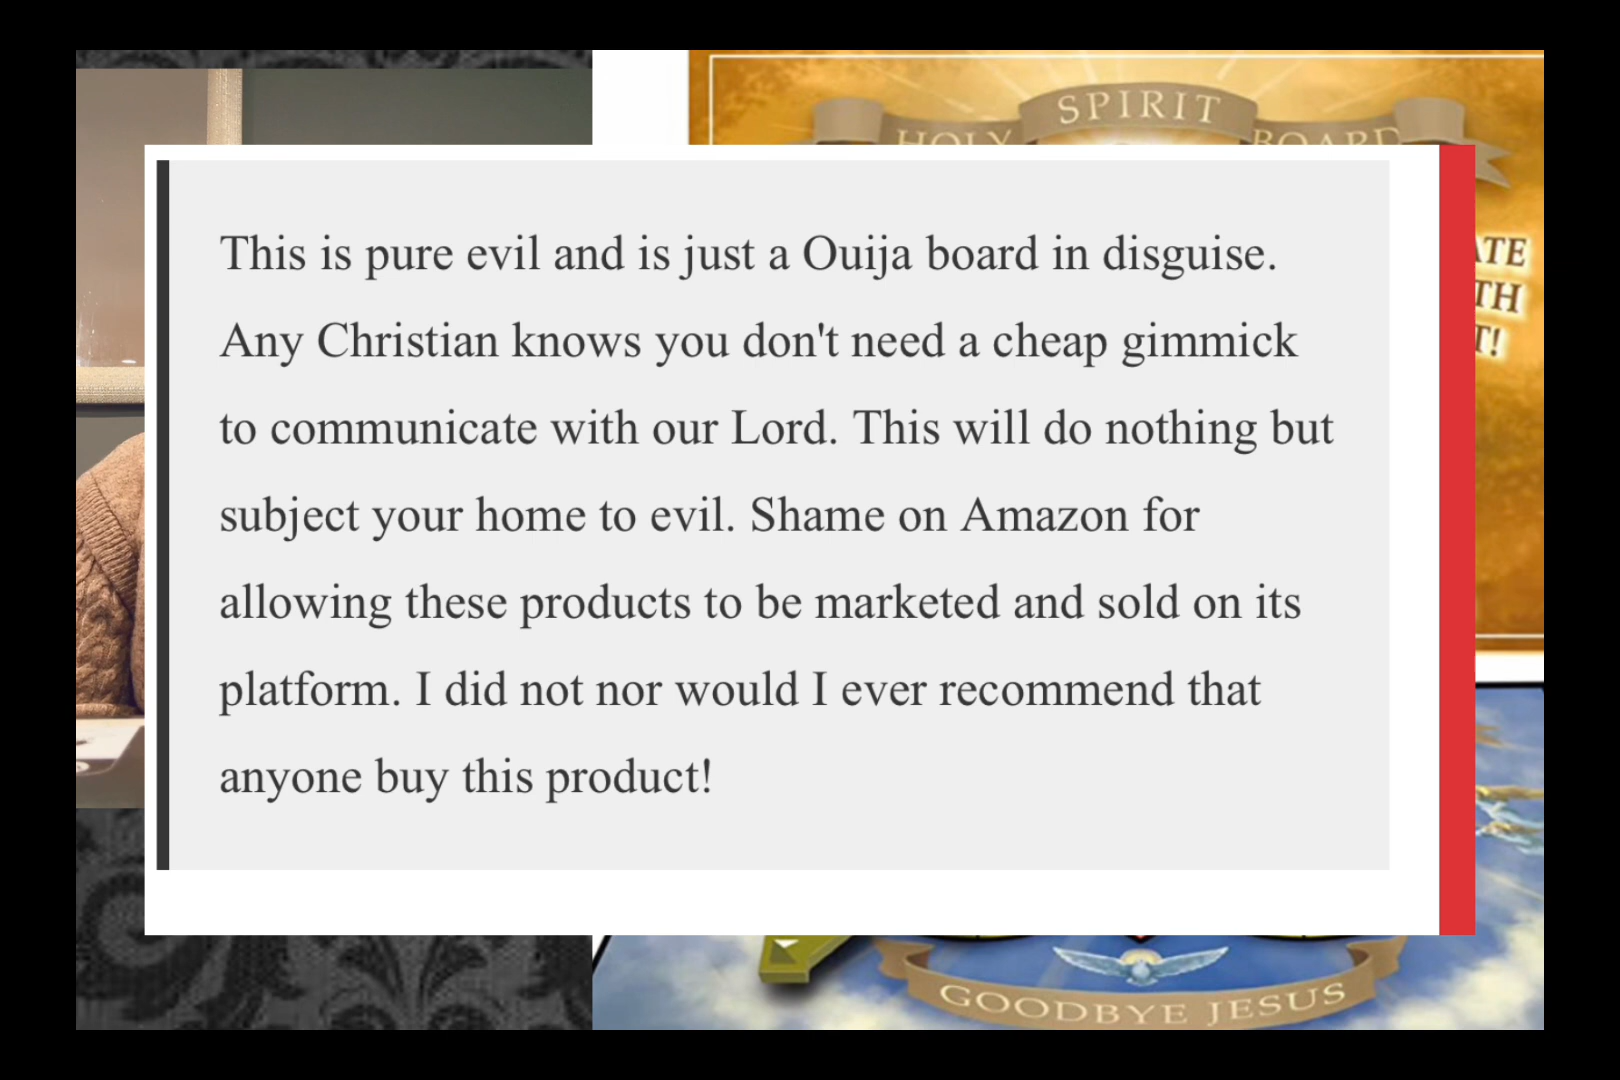 SPIRIT
HOLY BOARD
This is pure evil and is just a Ouija board in disguise.
Any Christian knows you don't need a cheap gimmick
to communicate with our Lord. This will do nothing but
subject your home to evil. Shame on Amazon for
allowing these products to be marketed and sold on its
platform. I did not nor would I ever recommend that
anyone buy this product!
GOODBYE JESUS